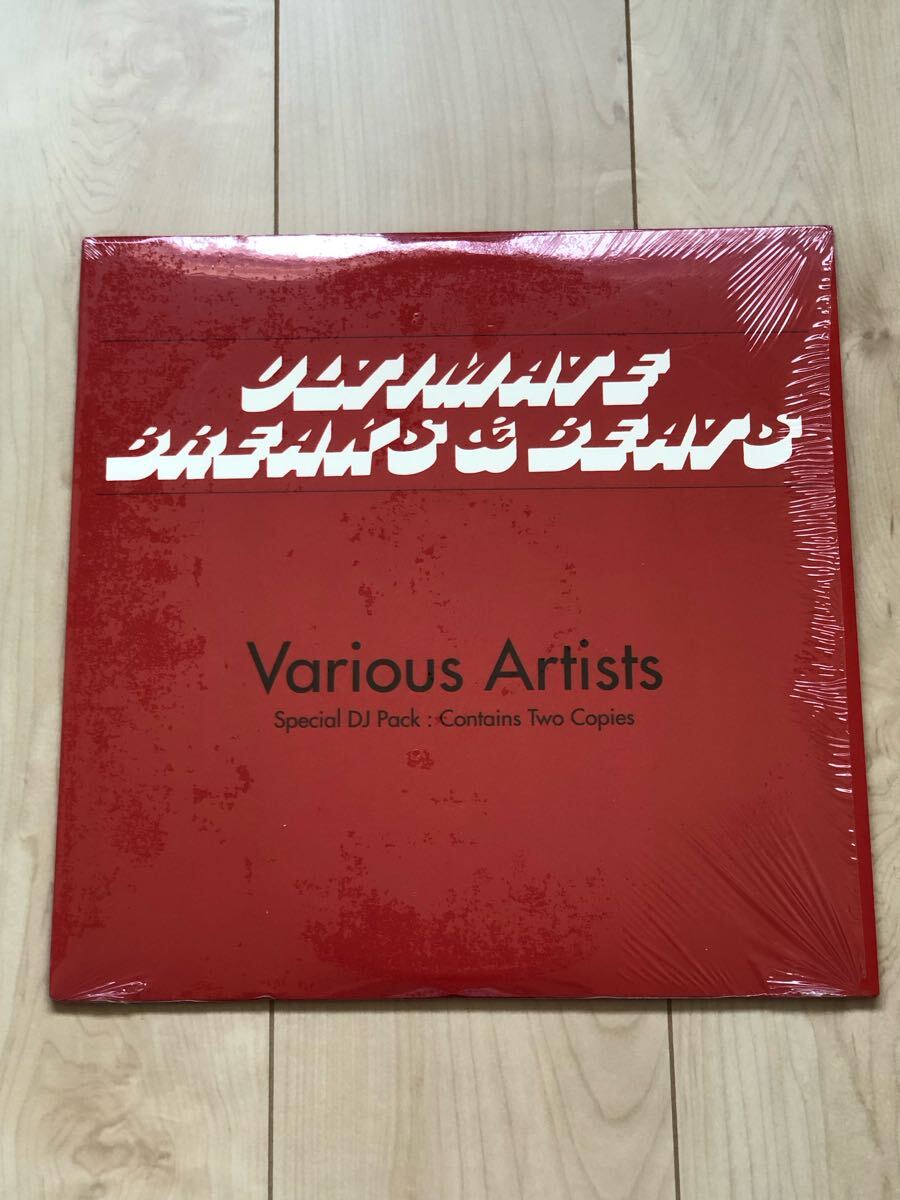 ULTIMATE
BREAKS & BEATS
Various Artists
Special DJ Pack : Contains Two Copies